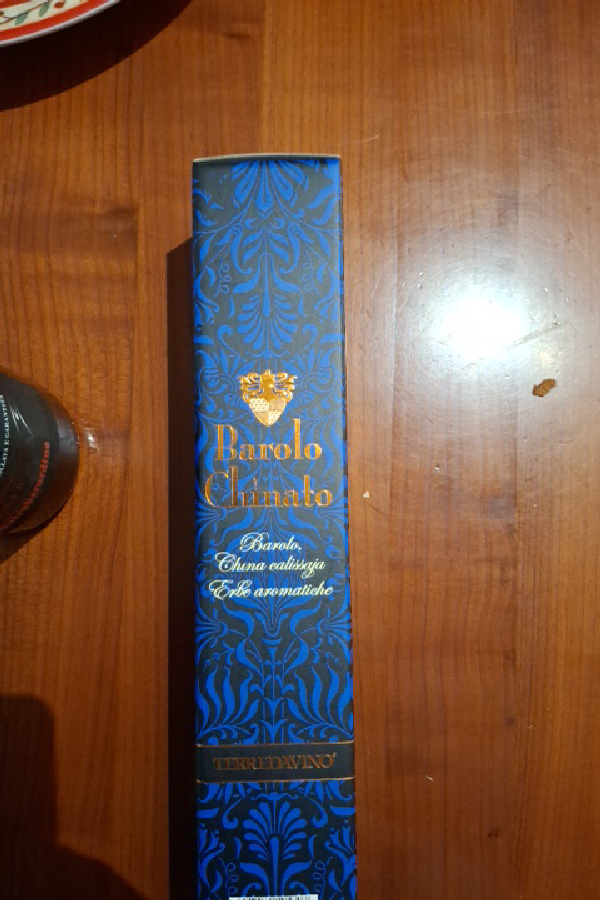 Barolo
Chinato
Barolo,
China calissaja
Erbe aromatiche
TERREDAVINO